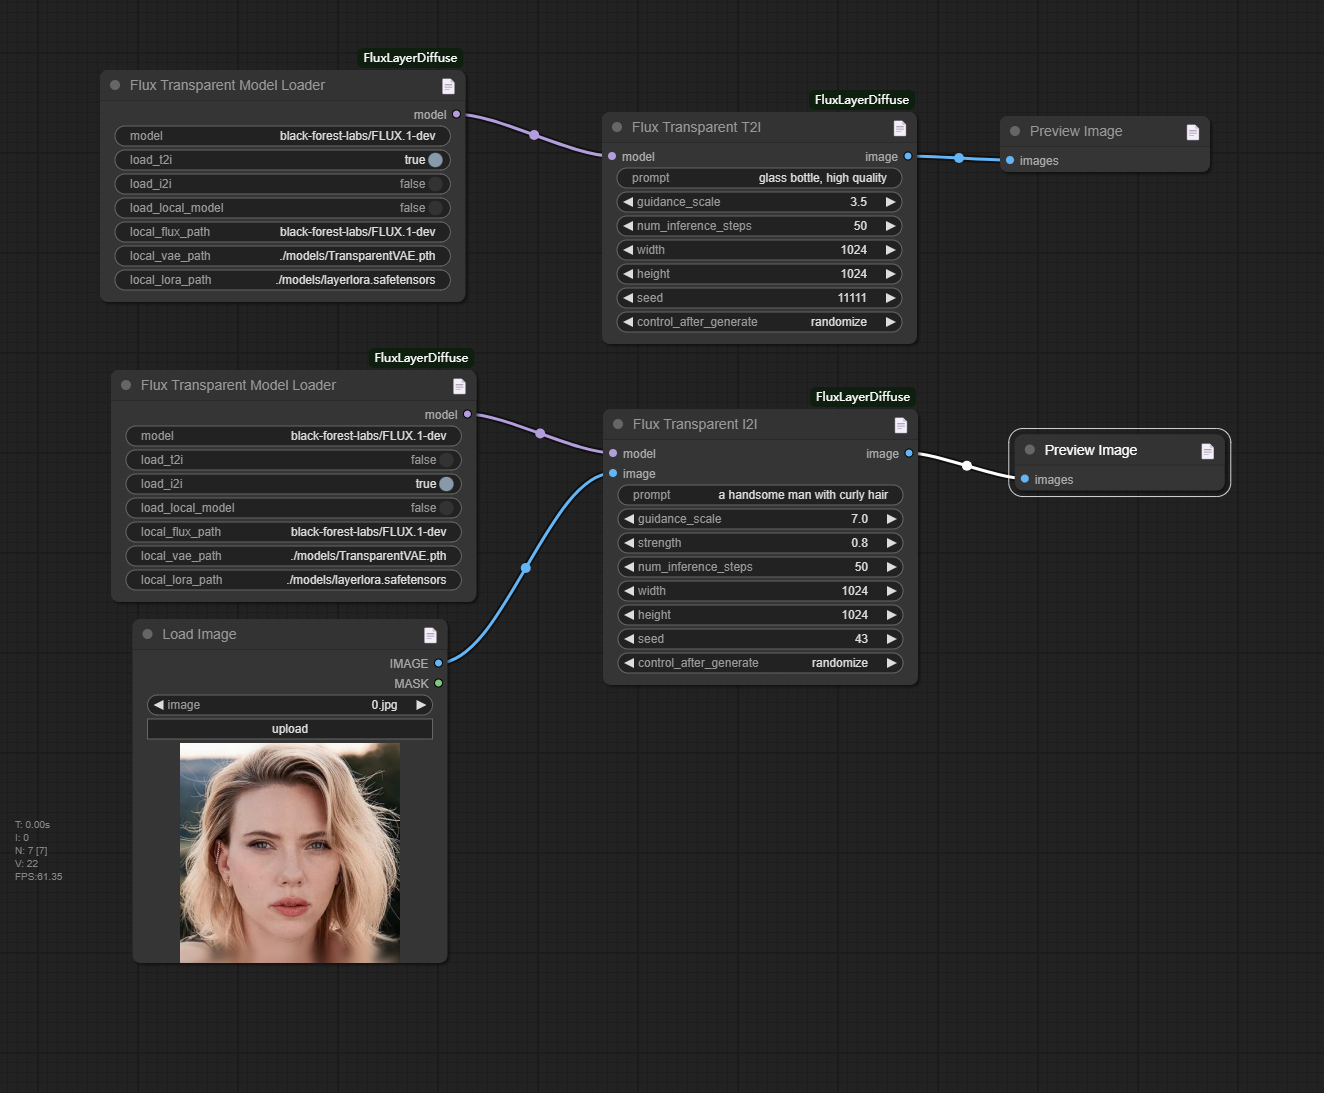 FluxLayerDiffuse
Flux Transparent Model Loader
model
model black-forest-labs/FLUX.1-dev
load_t2i true
load_i2i false
load_local_model false
local_flux_path black-forest-labs/FLUX.1-dev
local_vae_path ./models/TransparentVAE.pth
local_lora_path ./models/layerlora.safetensors
FluxLayerDiffuse
Flux Transparent T2I
model image
prompt glass bottle, high quality
guidance_scale 3.5
num_inference_steps 50
width 1024
height 1024
seed 11111
control_after_generate randomize
Preview Image
images
FluxLayerDiffuse
Flux Transparent Model Loader
model
model black-forest-labs/FLUX.1-dev
load_t2i false
load_i2i true
load_local_model false
local_flux_path black-forest-labs/FLUX.1-dev
local_vae_path ./models/TransparentVAE.pth
local_lora_path ./models/layerlora.safetensors
FluxLayerDiffuse
Flux Transparent I2I
model image
image
prompt a handsome man with curly hair
guidance_scale 7.0
strength 0.8
num_inference_steps 50
width 1024
height 1024
seed 43
control_after_generate randomize
Preview Image
images
Load Image
IMAGE
MASK
image 0.jpg
upload
T: 0.00s
I: 0
N: 7 [7]
V: 22
FPS:61.35